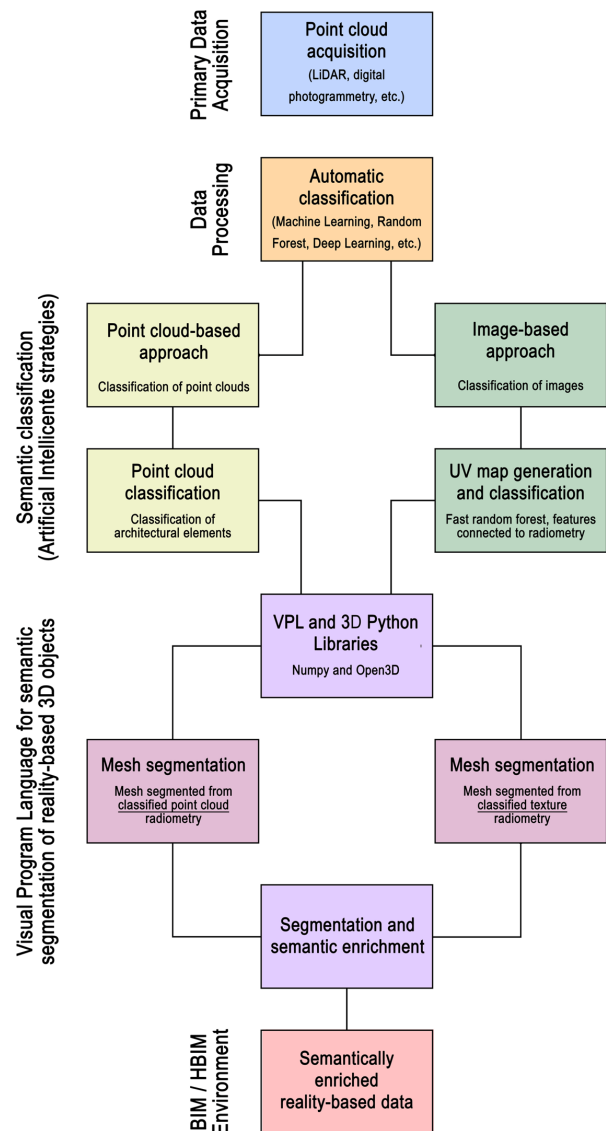 Primary Data
Acquisition
Point cloud
acquisition
(LiDAR, digital
photogrammetry, etc.)
Data
Processing
Automatic
classification
(Machine Learning, Random
Forest, Deep Learning, etc.)
Semantic classification
(Artificial Intellicente strategies)
Point cloud-based
approach
Classification of point clouds
Image-based
approach
Classification of images
Point cloud
classification
Classification of
architectural elements
UV map generation
and classification
Fast random forest, features
connected to radiometry
Visual Program Language for semantic
segmentation of reality-based 3D objects
VPL and 3D Python
Libraries
Numpy and Open3D
Mesh segmentation
Mesh segmented from
classified point cloud
radiometry
Mesh segmentation
Mesh segmented from
classified texture
radiometry
Segmentation and
semantic enrichment
BIM / HBIM
Environment
Semantically
enriched
reality-based data